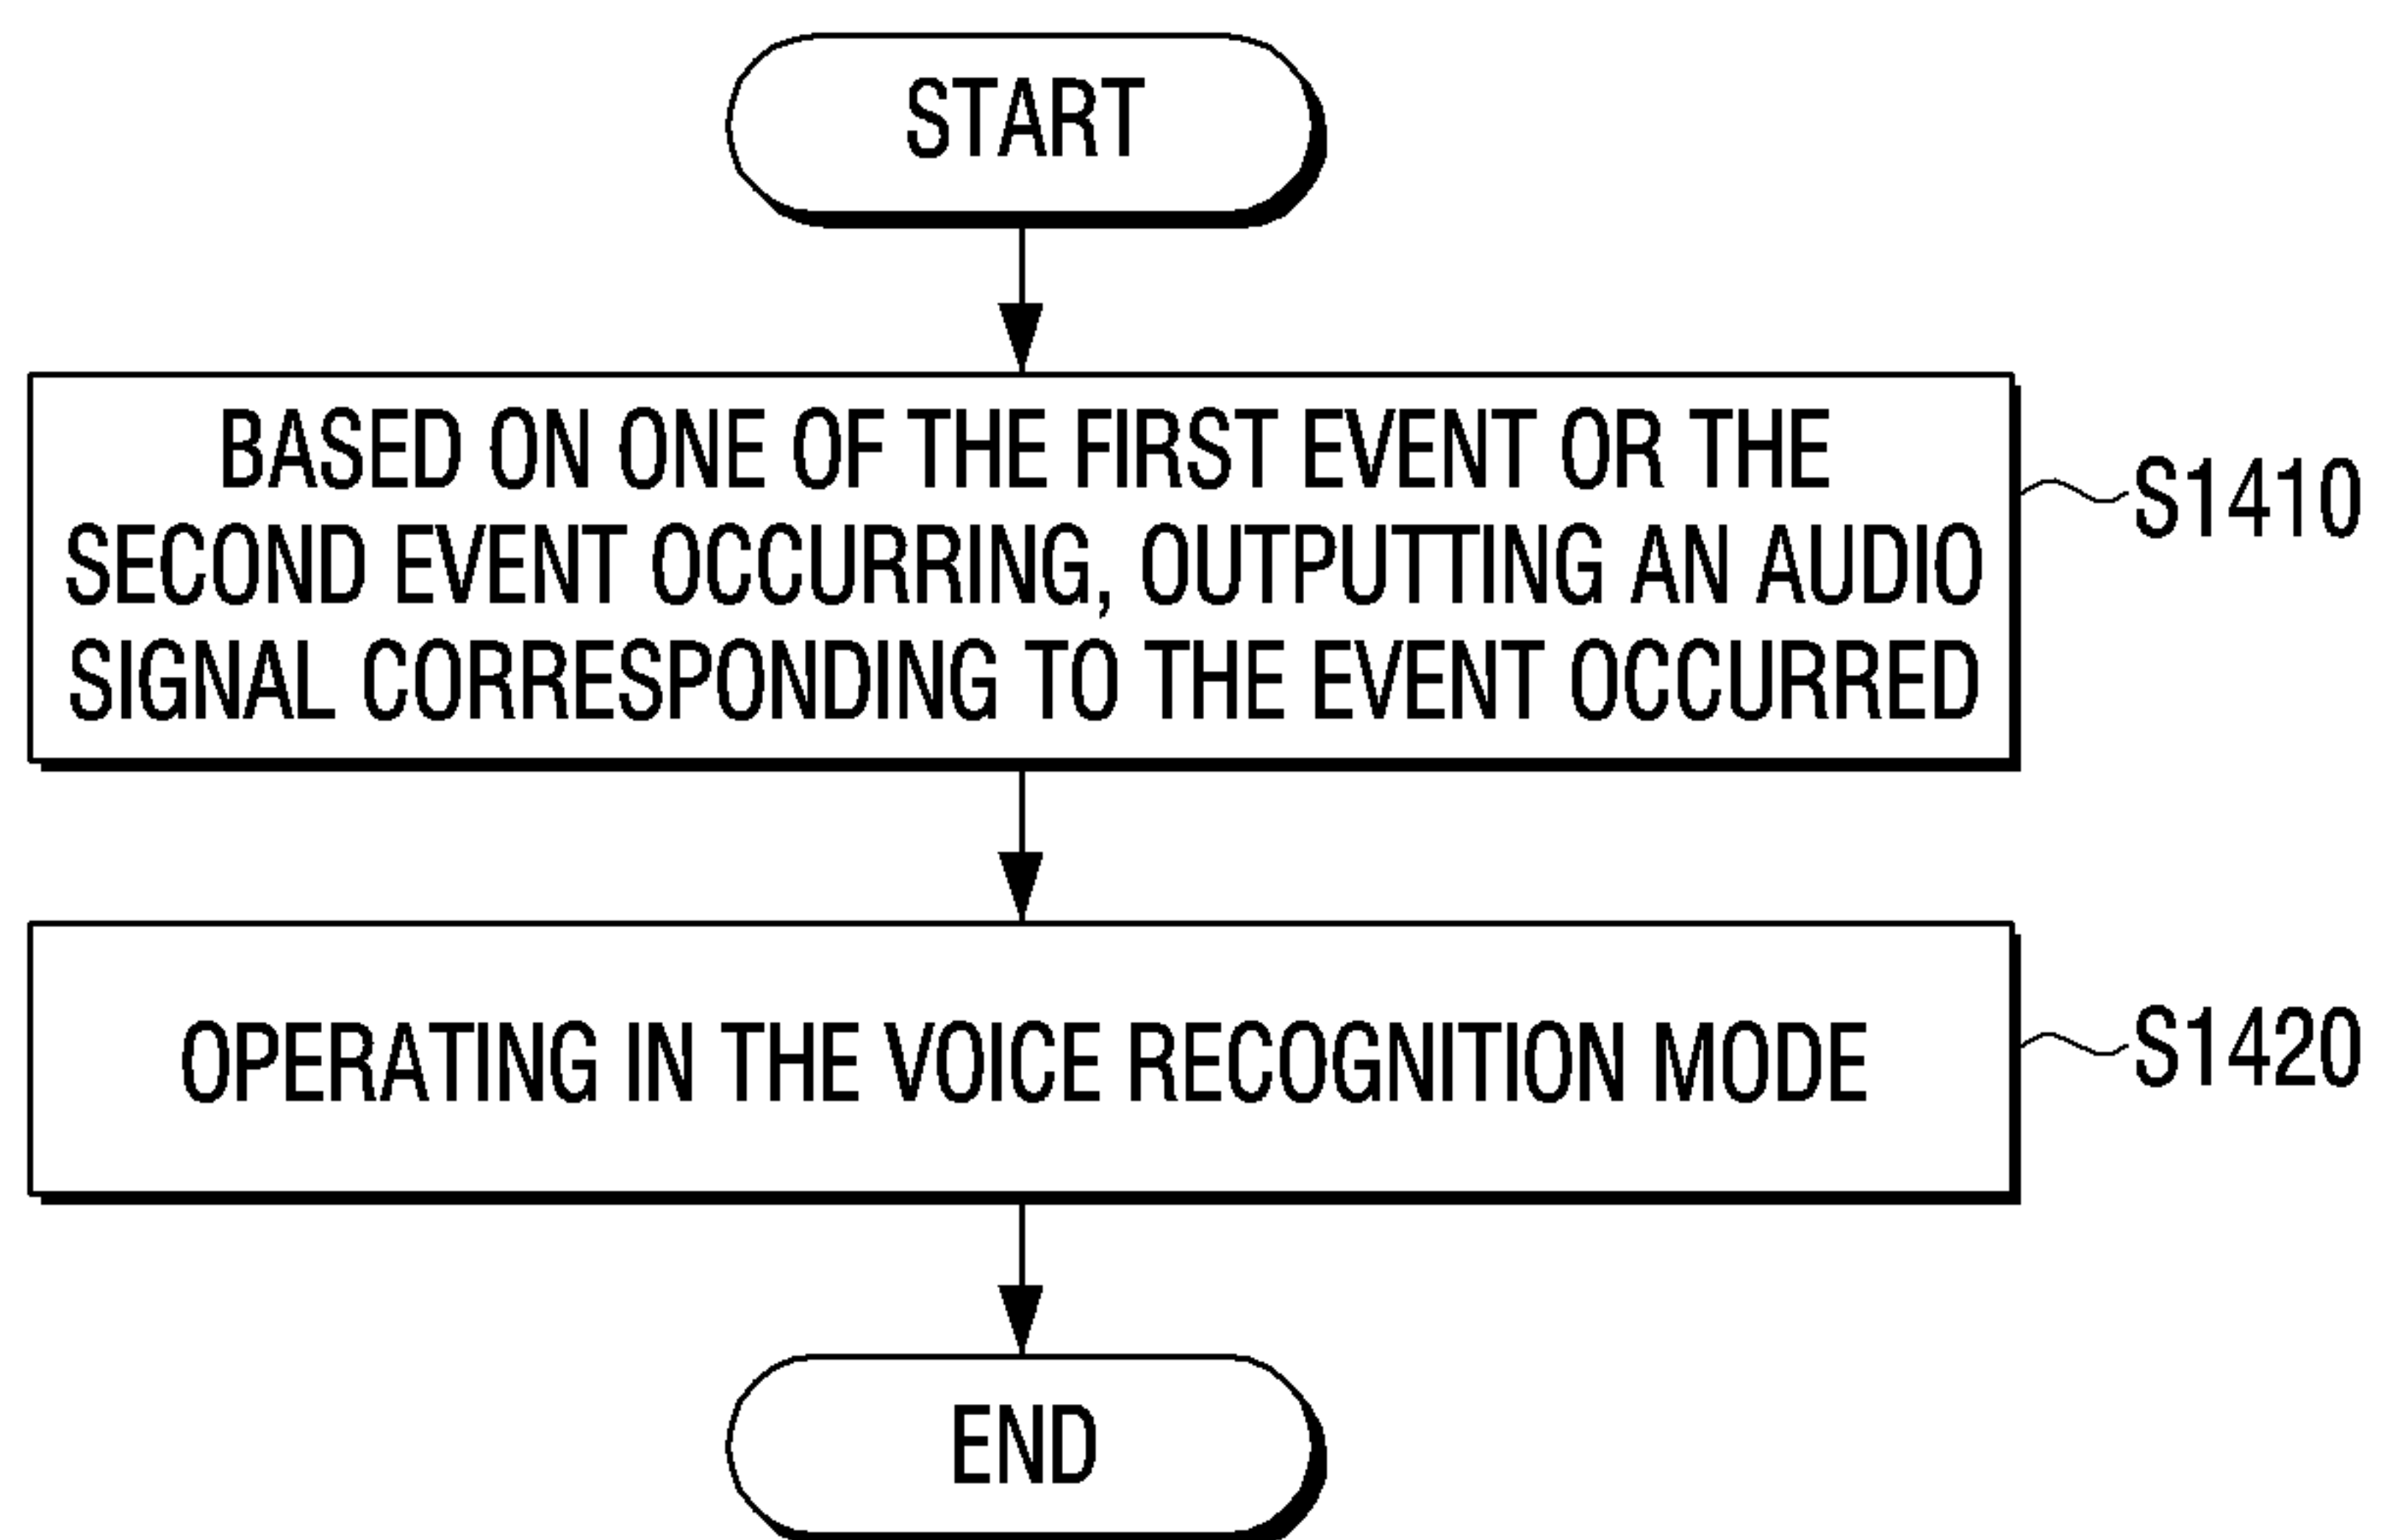 START
BASED ON ONE OF THE FIRST EVENT OR THE
SECOND EVENT OCCURRING, OUTPUTTING AN AUDIO
SIGNAL CORRESPONDING TO THE EVENT OCCURRED
S1410
OPERATING IN THE VOICE RECOGNITION MODE
S1420
END